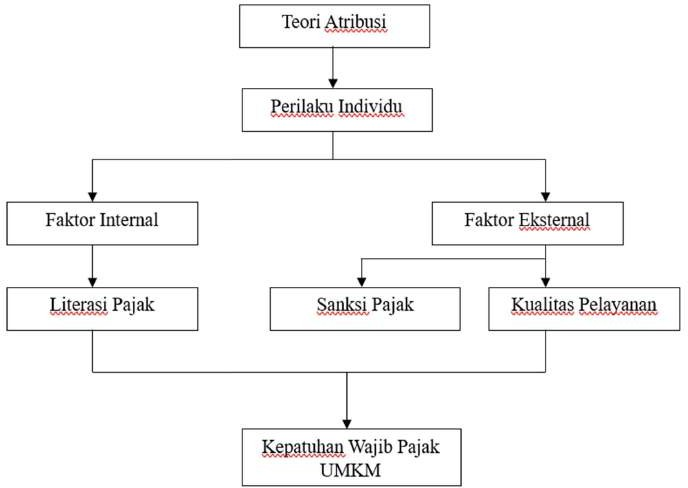 Teori Atribusi
Perilaku Individu
Faktor Internal
Faktor Eksternal
Literasi Pajak
Sanksi Pajak
Kualitas Pelayanan
Kepatuhan Wajib Pajak
UMKM